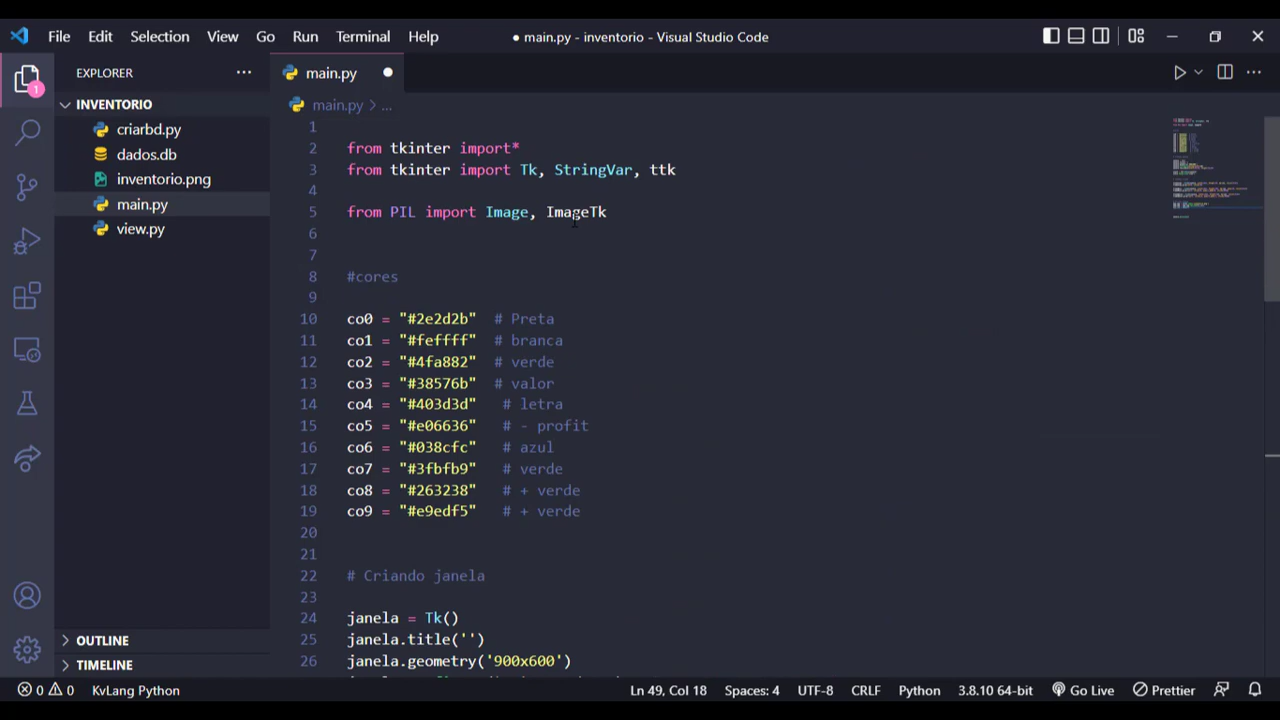 File Edit Selection View Go Run Terminal Help
● main.py - inventorio - Visual Studio Code
EXPLORER
INVENTORIO
criarbd.py
dados.db
inventorio.png
main.py
view.py
OUTLINE
TIMELINE
1
main.py
main.py > ...
1
2 from tkinter import*
3 from tkinter import Tk, StringVar, ttk
4
5 from PIL import Image, ImageTk
6
7
8 #cores
9
10 co0 = "#2e2d2b" # Preta
11 co1 = "#feffff" # branca
12 co2 = "#4fa882" # verde
13 co3 = "#38576b" # valor
14 co4 = "#403d3d" # letra
15 co5 = "#e06636" # - profit
16 co6 = "#038cfc" # azul
17 co7 = "#3fbfb9" # verde
18 co8 = "#263238" # + verde
19 co9 = "#e9edf5" # + verde
20
21
22 # Criando janela
23
24 janela = Tk()
25 janela.title('')
26 janela.geometry('900x600')
0 0 KvLang Python
Ln 49, Col 18 Spaces: 4 UTF-8 CRLF Python 3.8.10 64-bit Go Live Prettier